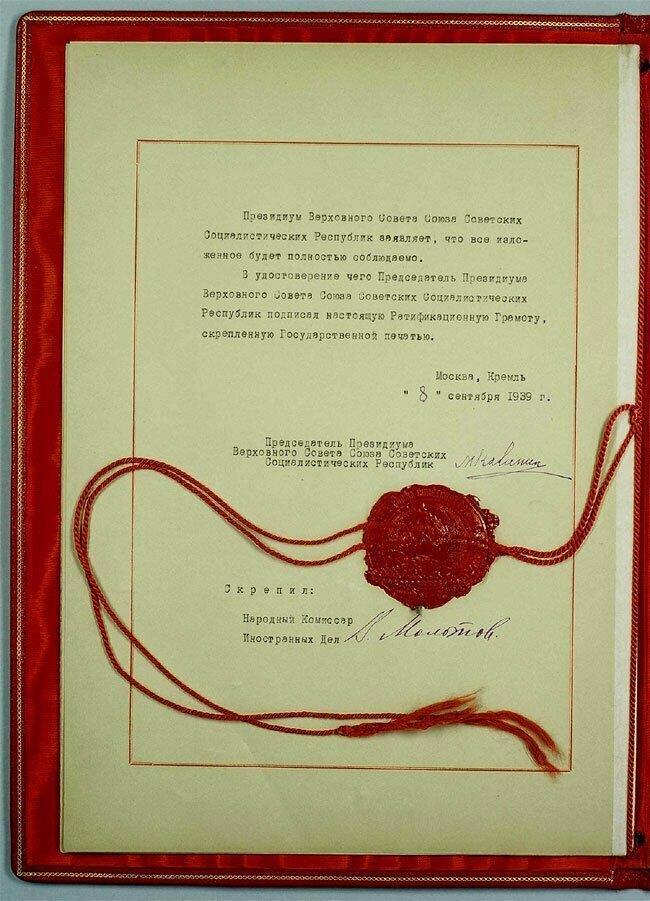 Президиум Верховного Совета Союза Советских
Социалистических Республик заявляет, что все изло-
женное будет полностью соблюдаемо.
В удостоверение чего Председатель Президиума
Верховного Совета Союза Советских Социалистических
Республик подписал настоящую Ратификационную Грамоту,
скрепленную Государственной печатью.
Москва, Кремль
" 8 " сентября 1939 г.
Председатель Президиума
Верховного Совета Союза Советских
Социалистических Республик
М Калинин
Скрепил:
Народный Комиссар
Иностранных Дел В. Молотов.